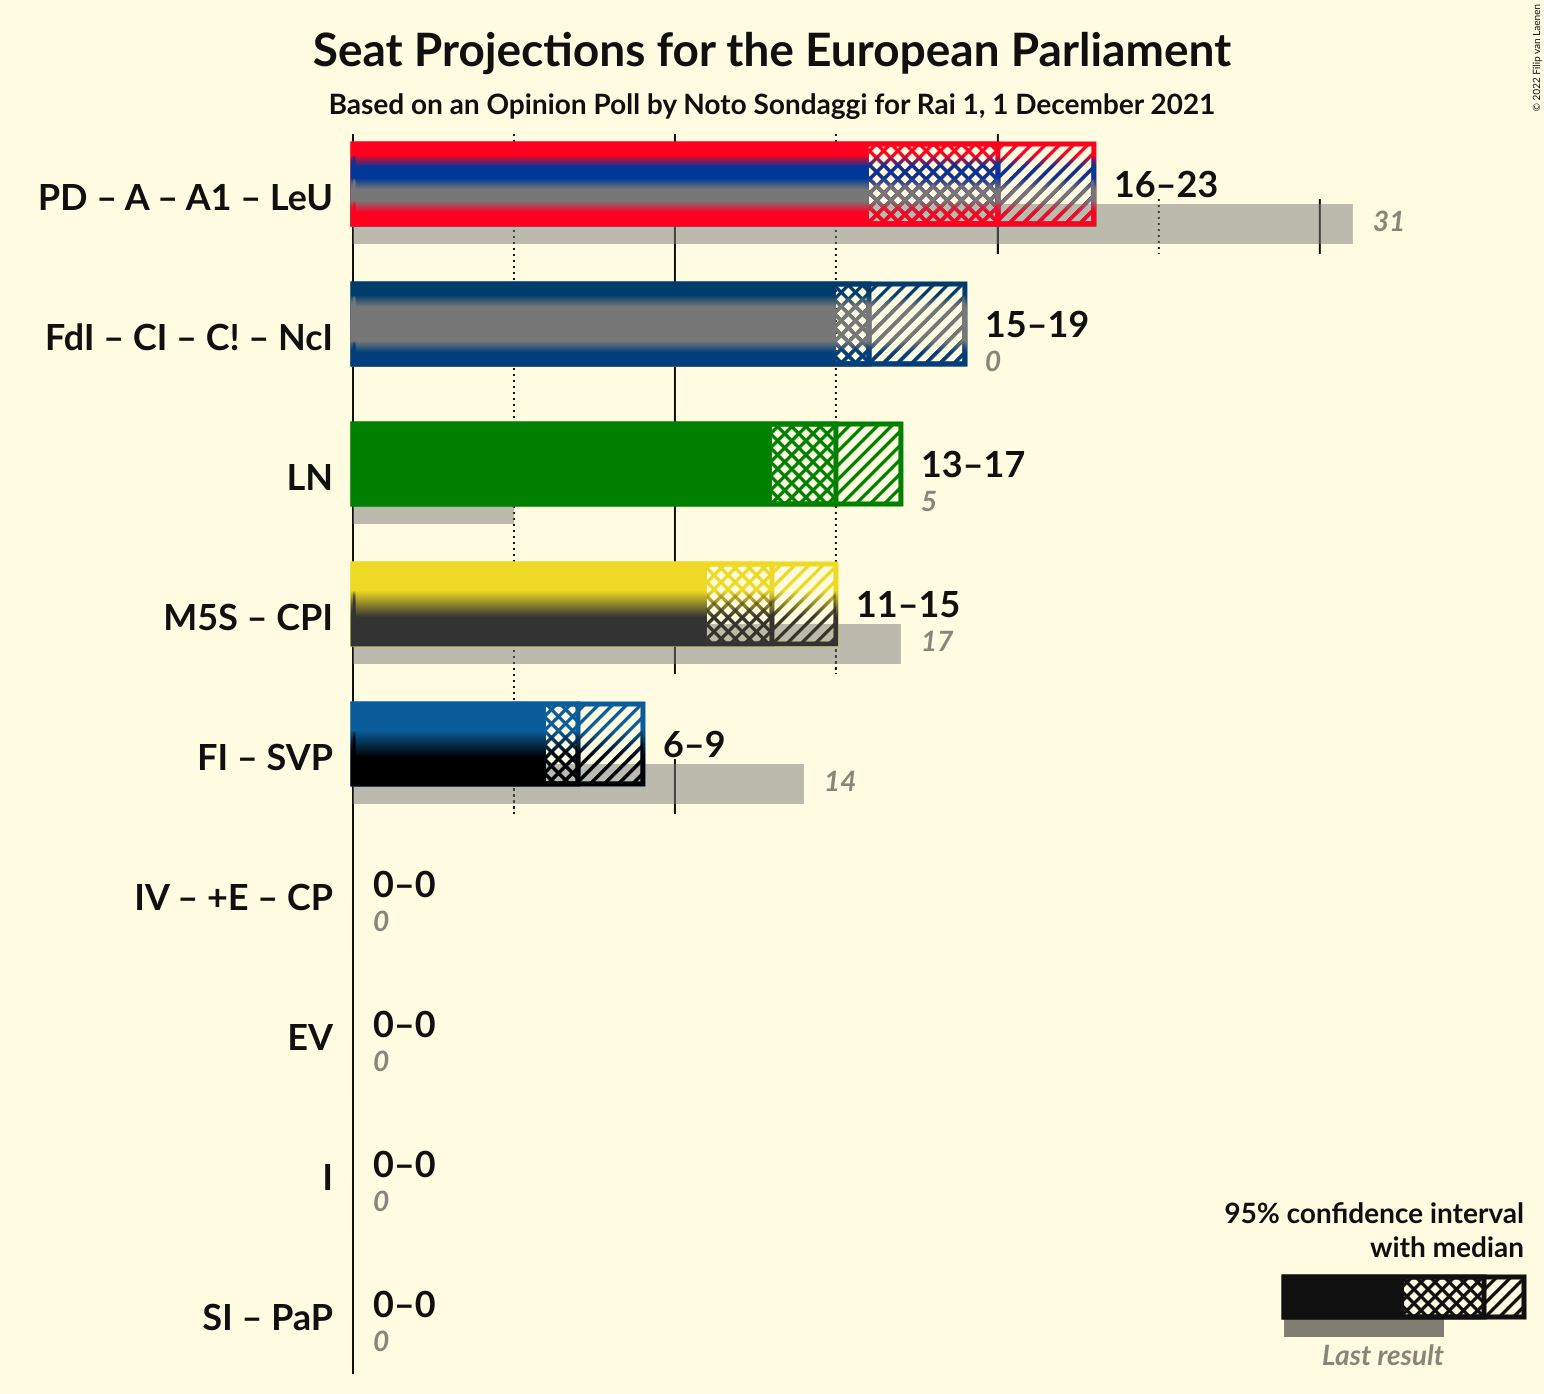 Seat Projections for the European Parliament
Based on an Opinion Poll by Noto Sondaggi for Rai 1, 1 December 2021
© 2022 Filip van Laenen
PD – A – A1 – LeU
16–23
31
FdI – CI – C! – NcI
15–19
0
LN
13–17
5
M5S – CPI
11–15
17
FI – SVP
6–9
14
IV – +E – CP
0–0
0
EV
0–0
0
I
0–0
0
SI – PaP
0–0
0
95% confidence interval
with median
Last result